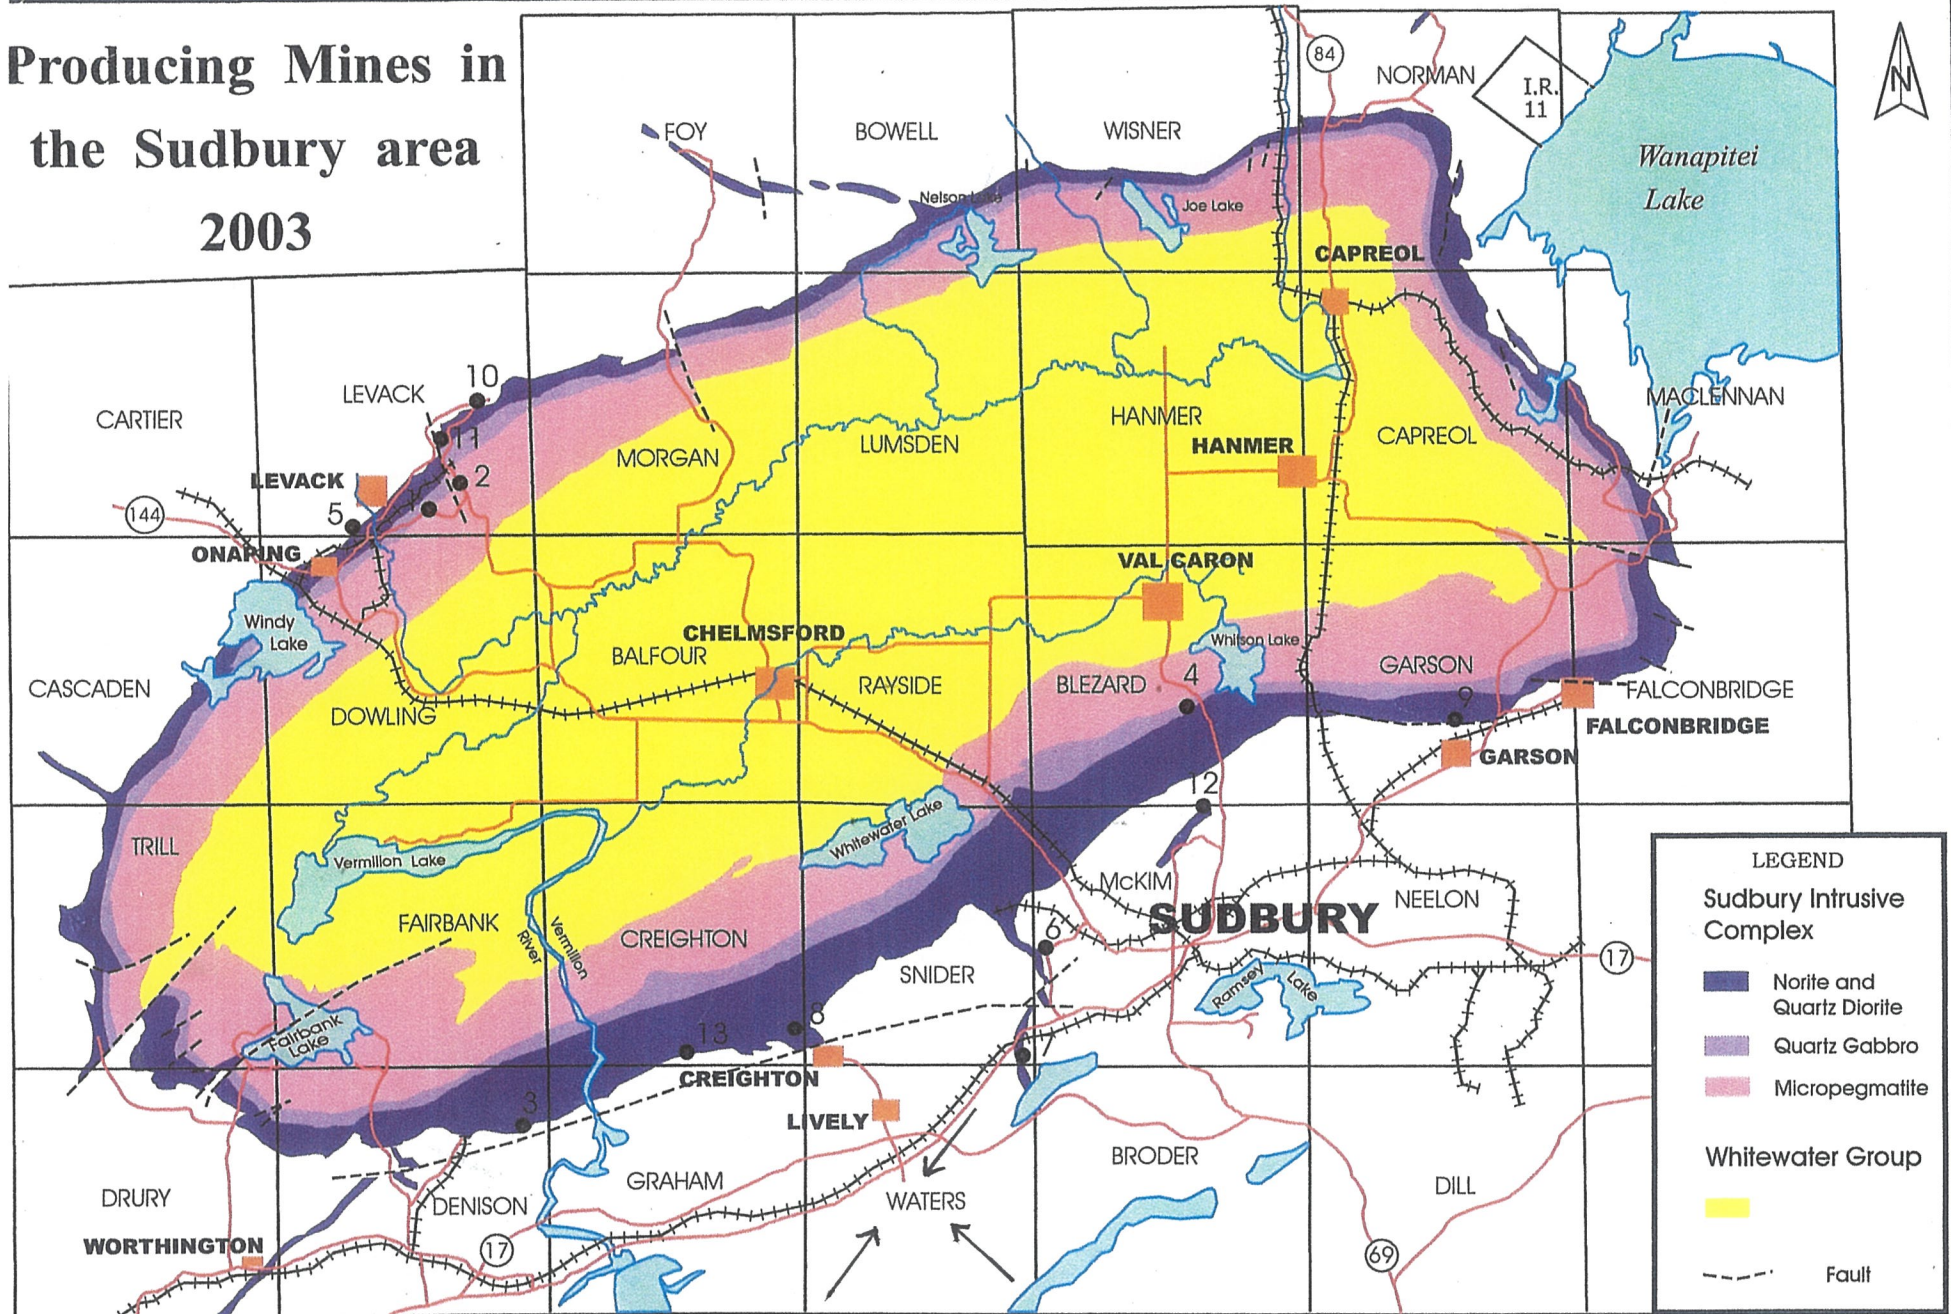 Producing Mines in
the Sudbury area
2003
84
NORMAN
I.R.
11
N
FOY
BOWELL
WISNER
Wanapitei
Lake
Nelson Lake
Joe Lake
CAPREOL
10
LEVACK
CARTIER
11
MACLENNAN
HANMER
LUMSDEN
CAPREOL
HANMER
MORGAN
LEVACK
2
144
5
ONAPING
VAL CARON
Windy
Lake
CHELMSFORD
Whitson Lake
BALFOUR
GARSON
CASCADEN
RAYSIDE
BLEZARD
4
FALCONBRIDGE
DOWLING
9
FALCONBRIDGE
GARSON
12
TRILL
Vermilion Lake
Whitewater Lake
McKIM
NEELON
SUDBURY
FAIRBANK
CREIGHTON
Vermilion
River
6
17
SNIDER
Ramsey
Lake
Fairbank
Lake
8
13
7
CREIGHTON
3
LIVELY
BRODER
GRAHAM
DILL
DRURY
DENISON
WATERS
WORTHINGTON
17
69
LEGEND
Sudbury Intrusive
Complex
Norite and
Quartz Diorite
Quartz Gabbro
Micropegmatite
Whitewater Group
Fault